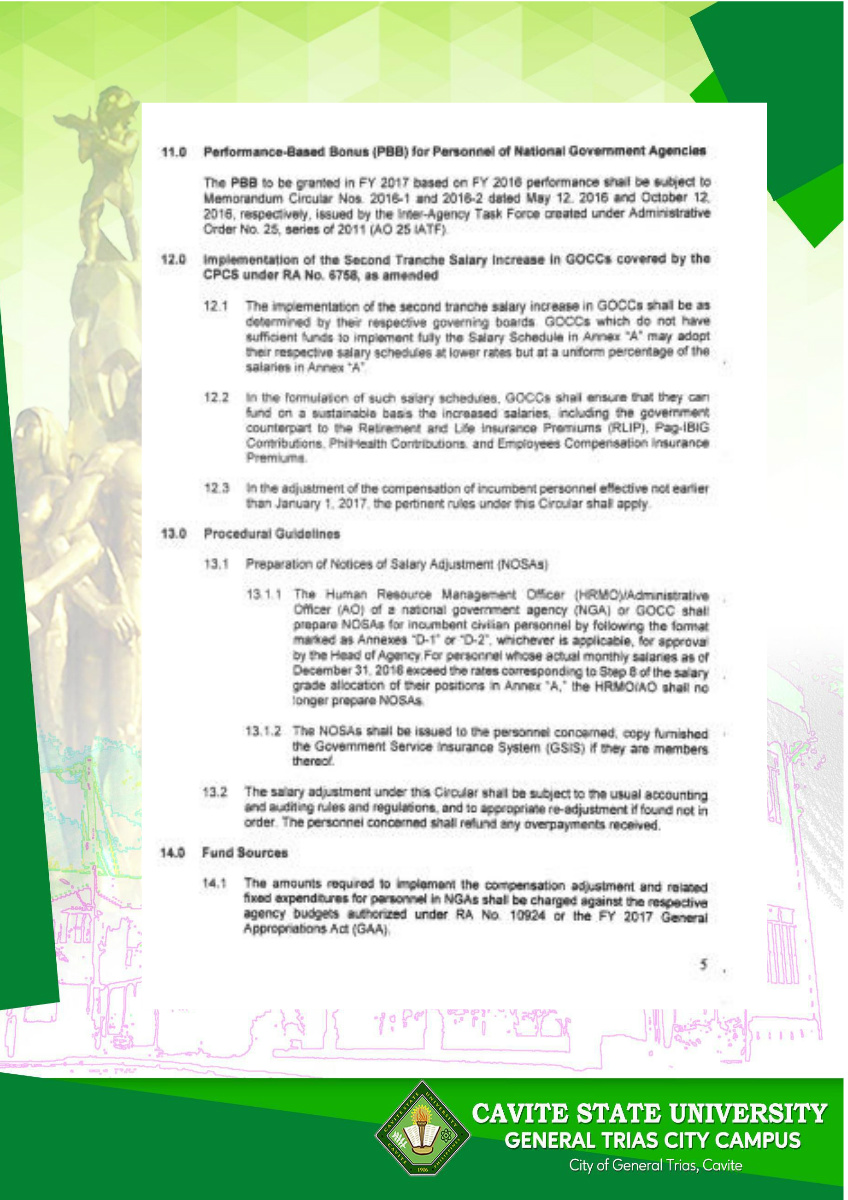 11.0 Performance-Based Bonus (PBB) for Personnel of National Government Agencies
The PBB to be granted in FY 2017 based on FY 2016 performance shall be subject to
Memorandum Circular Nos. 2016-1 and 2016-2 dated May 12, 2016 and October 12,
2016, respectively, issued by the Inter-Agency Task Force created under Administrative
Order No. 25, series of 2011 (AO 25 IATF).
12.0 Implementation of the Second Tranche Salary Increase in GOCCs covered by the
CPCS under RA No. 6758, as amended
12.1 The implementation of the second tranche salary increase in GOCCs shall be as
determined by their respective governing boards. GOCCs which do not have
sufficient funds to implement fully the Salary Schedule in Annex "A" may adopt
their respective salary schedules at lower rates but at a uniform percentage of the
salaries in Annex "A".
12.2 In the formulation of such salary schedules, GOCCs shall ensure that they can
fund on a sustainable basis the increased salaries, including the government
counterpart to the Retirement and Life Insurance Premiums (RLIP), Pag-IBIG
Contributions, PhilHealth Contributions, and Employees Compensation Insurance
Premiums.
12.3 In the adjustment of the compensation of incumbent personnel effective not earlier
than January 1, 2017, the pertinent rules under this Circular shall apply.
13.0 Procedural Guidelines
13.1 Preparation of Notices of Salary Adjustment (NOSAs)
13.1.1 The Human Resource Management Officer (HRMO)/Administrative
Officer (AO) of a national government agency (NGA) or GOCC shall
prepare NOSAs for incumbent civilian personnel by following the format
marked as Annexes "D-1" or "D-2", whichever is applicable, for approval
by the Head of Agency.For personnel whose actual monthly salaries as of
December 31, 2016 exceed the rates corresponding to Step 8 of the salary
grade allocation of their positions in Annex "A," the HRMO/AO shall no
longer prepare NOSAs.
13.1.2 The NOSAs shall be issued to the personnel concerned, copy furnished
the Government Service Insurance System (GSIS) if they are members
thereof.
13.2 The salary adjustment under this Circular shall be subject to the usual accounting
and auditing rules and regulations, and to appropriate re-adjustment if found not in
order. The personnel concerned shall refund any overpayments received.
14.0 Fund Sources
14.1 The amounts required to implement the compensation adjustment and related
fixed expenditures for personnel in NGAs shall be charged against the respective
agency budgets authorized under RA No. 10924 or the FY 2017 General
Appropriations Act (GAA).
5
CAVITE STATE UNIVERSITY
GENERAL TRIAS CITY CAMPUS
City of General Trias, Cavite
CAVITE STATE UNIVERSITY
1906